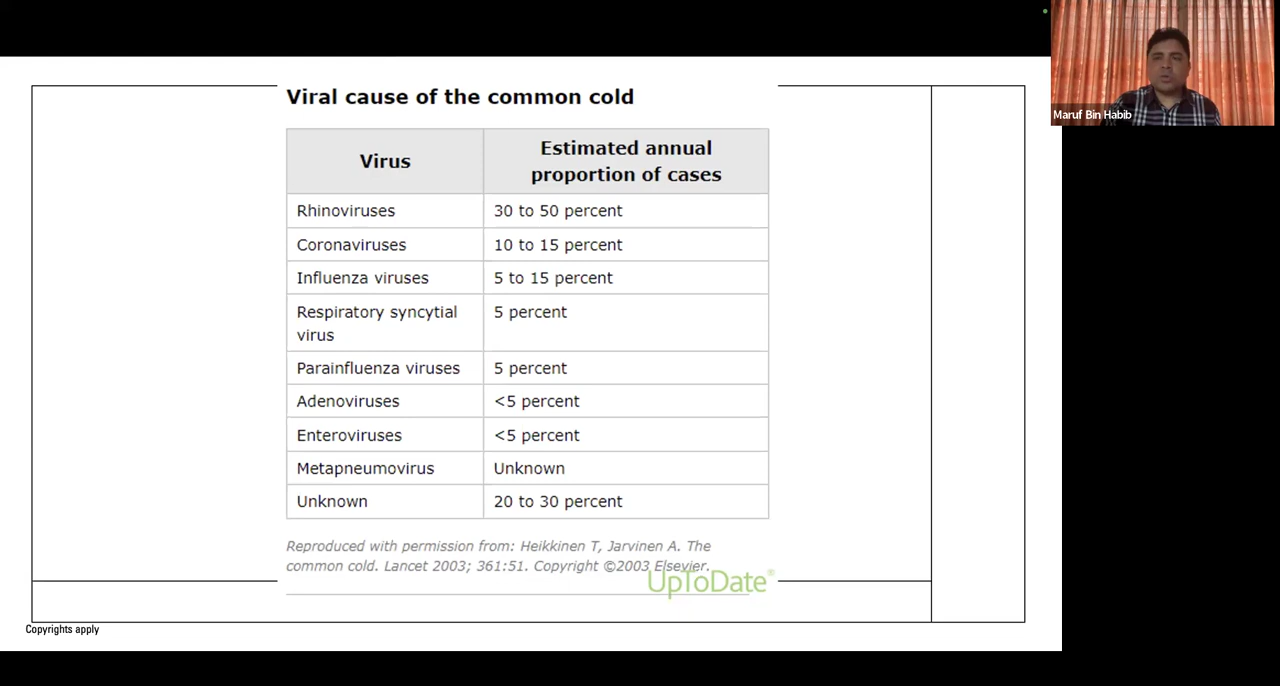 Viral cause of the common cold
Virus
Estimated annual
proportion of cases
Rhinoviruses
30 to 50 percent
Coronaviruses
10 to 15 percent
Influenza viruses
5 to 15 percent
Respiratory syncytial
virus
5 percent
Parainfluenza viruses
5 percent
Adenoviruses
<5 percent
Enteroviruses
<5 percent
Metapneumovirus
Unknown
Unknown
20 to 30 percent
Reproduced with permission from: Heikkinen T, Jarvinen A. The
common cold. Lancet 2003; 361:51. Copyright ©2003 Elsevier.
UpToDate®
Copyrights apply
Maruf Bin Habib